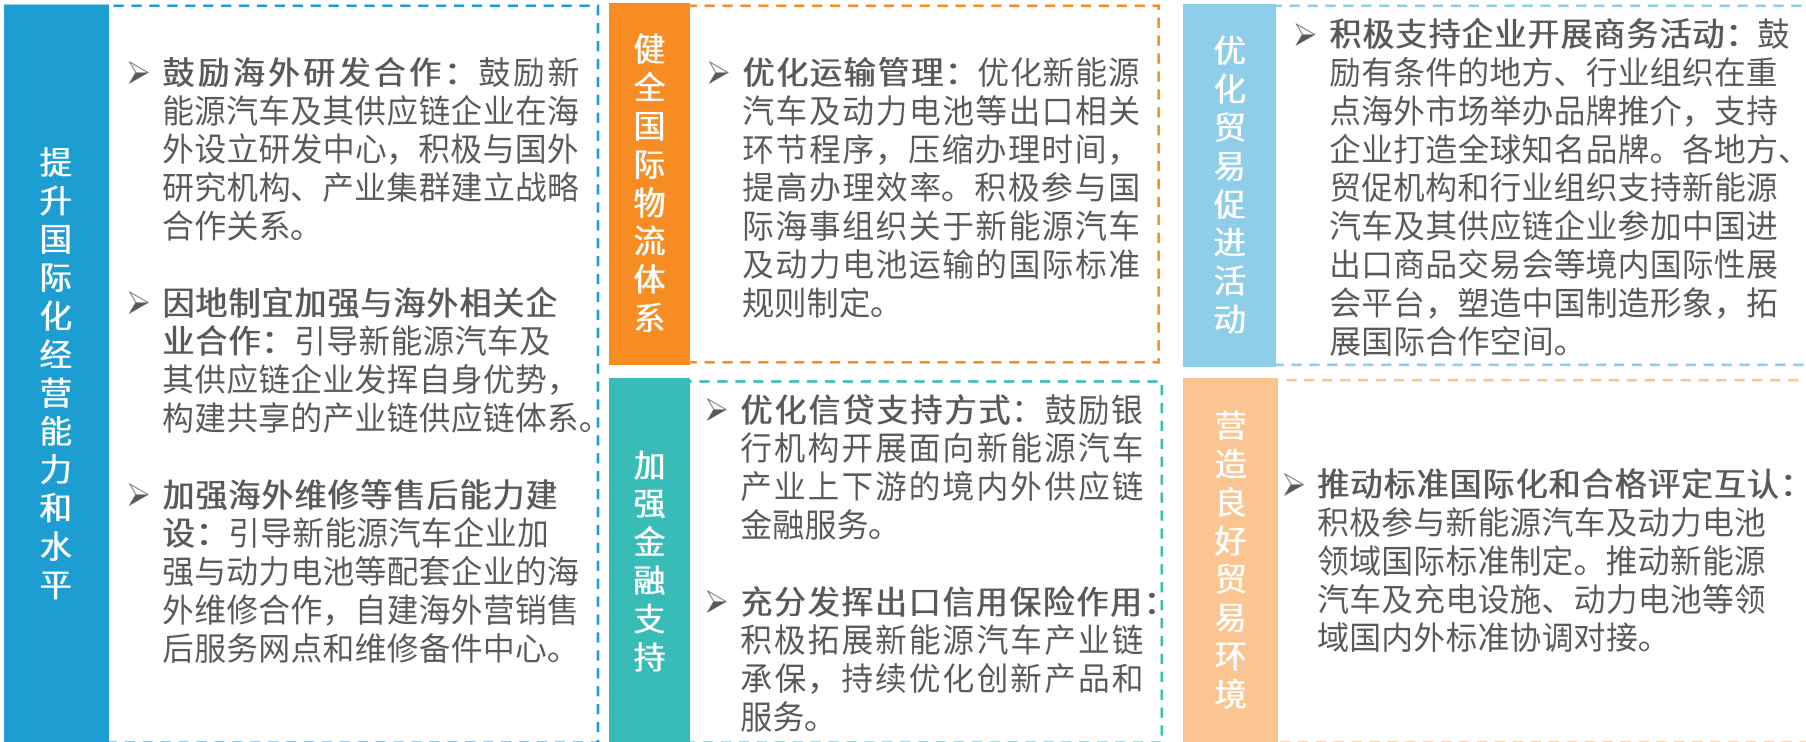 提升国际化经营能力和水平
鼓励海外研发合作：鼓励新
能源汽车及其供应链企业在海
外设立研发中心，积极与国外
研究机构、产业集群建立战略
合作关系。
因地制宜加强与海外相关企
业合作：引导新能源汽车及
其供应链企业发挥自身优势，
构建共享的产业链供应链体系。
加强海外维修等售后能力建
设：引导新能源汽车企业加
强与动力电池等配套企业的海
外维修合作，自建海外营销售
后服务网点和维修备件中心。
健全国际物流体系
优化运输管理：优化新能源
汽车及动力电池等出口相关
环节程序，压缩办理时间，
提高办理效率。积极参与国
际海事组织关于新能源汽车
及动力电池运输的国际标准
规则制定。
加强金融支持
优化信贷支持方式：鼓励银
行机构开展面向新能源汽车
产业上下游的境内外供应链
金融服务。
充分发挥出口信用保险作用：
积极拓展新能源汽车产业链
承保，持续优化创新产品和
服务。
优化贸易促进活动
积极支持企业开展商务活动：鼓
励有条件的地方、行业组织在重
点海外市场举办品牌推介，支持
企业打造全球知名品牌。各地方、
贸促机构和行业组织支持新能源
汽车及其供应链企业参加中国进
出口商品交易会等境内国际性展
会平台，塑造中国制造形象，拓
展国际合作空间。
营造良好贸易环境
推动标准国际化和合格评定互认：
积极参与新能源汽车及动力电池
领域国际标准制定。推动新能源
汽车及充电设施、动力电池等领
域国内外标准协调对接。